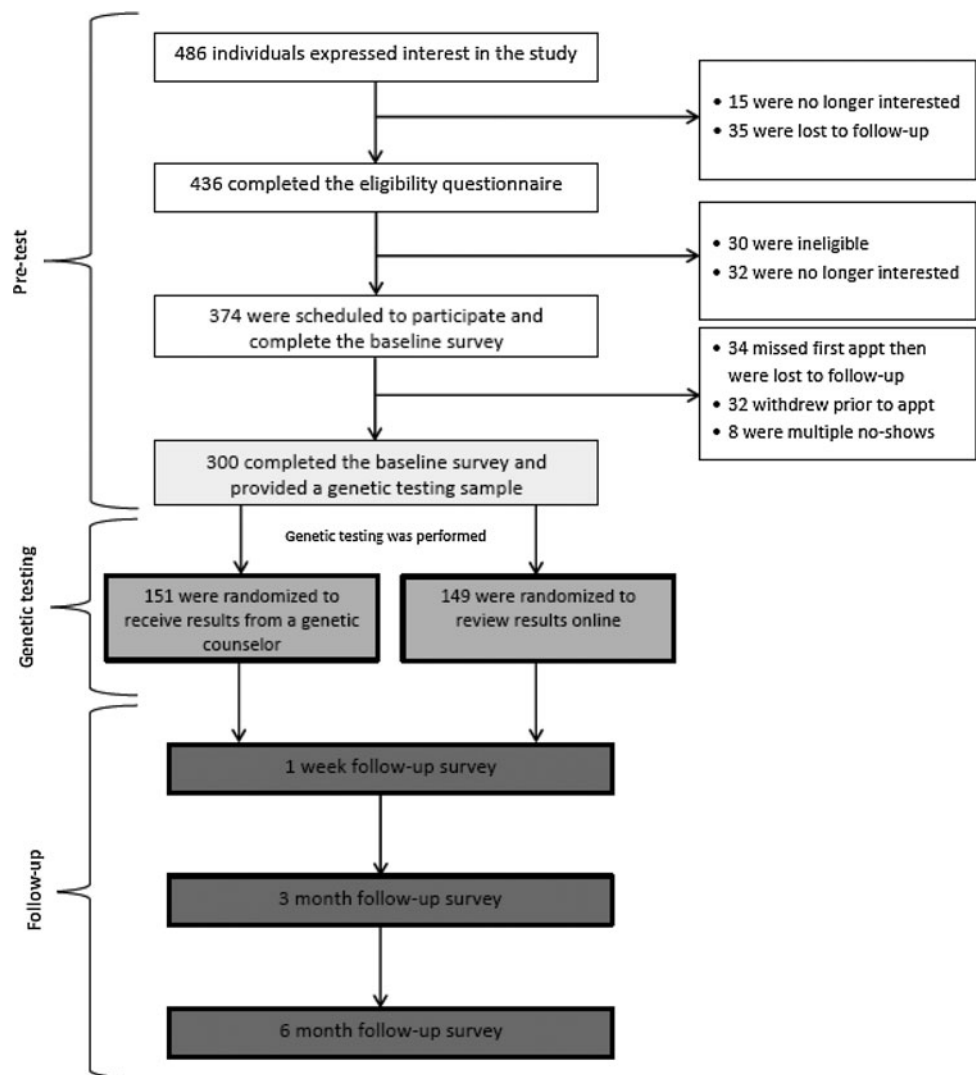 486 individuals expressed interest in the study
• 15 were no longer interested
• 35 were lost to follow-up
436 completed the eligibility questionnaire
• 30 were ineligible
• 32 were no longer interested
Pre-test
374 were scheduled to participate and
complete the baseline survey
• 34 missed first appt then
were lost to follow-up
• 32 withdrew prior to appt
• 8 were multiple no-shows
300 completed the baseline survey and
provided a genetic testing sample
Genetic testing was performed
Genetic testing
151 were randomized to
receive results from a genetic
counselor
149 were randomized to
review results online
1 week follow-up survey
Follow-up
3 month follow-up survey
6 month follow-up survey